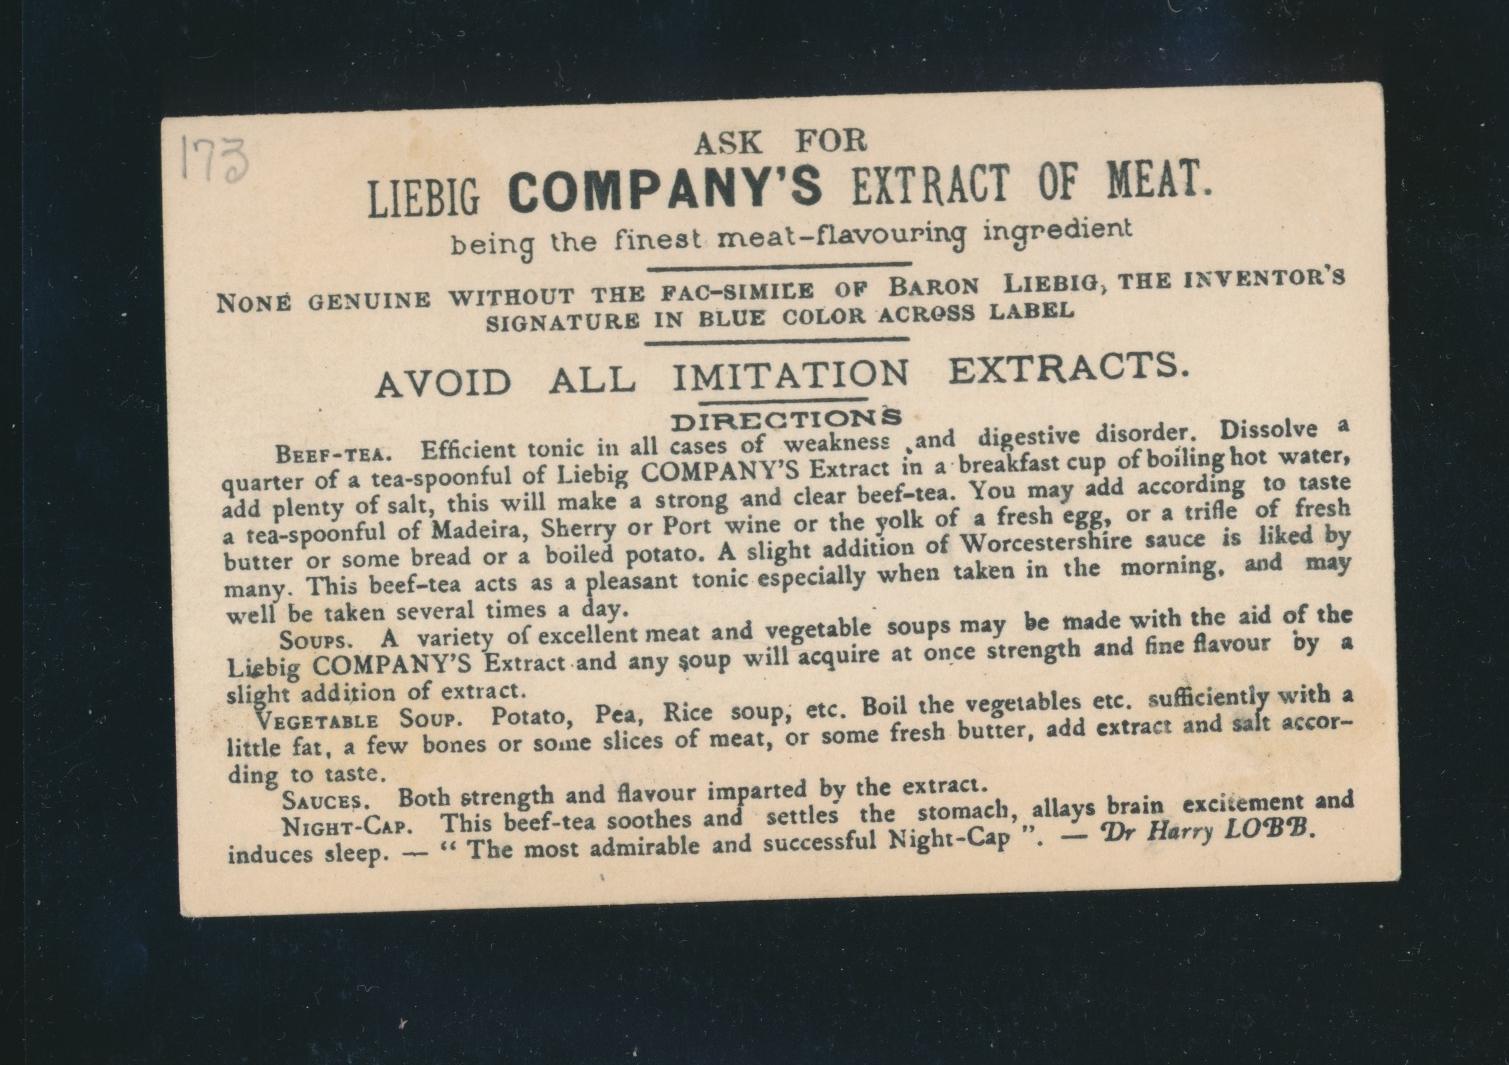 173
ASK FOR
LIEBIG COMPANY'S EXTRACT OF MEAT.
being the finest meat-flavouring ingredient
NONE GENUINE WITHOUT THE FAC-SIMILE OF BARON LIEBIG, THE INVENTOR'S
SIGNATURE IN BLUE COLOR ACROSS LABEL
AVOID ALL IMITATION EXTRACTS.
DIRECTIONS
BEEF-TEA. Efficient tonic in all cases of weakness and digestive disorder. Dissolve a
quarter of a tea-spoonful of Liebig COMPANY'S Extract in a breakfast cup of boiling hot water,
add plenty of salt, this will make a strong and clear beef-tea. You may add according to taste
a tea-spoonful of Madeira, Sherry or Port wine or the yolk of a fresh egg, or a trifle of fresh
butter or some bread or a boiled potato. A slight addition of Worcestershire sauce is liked by
many. This beef-tea acts as a pleasant tonic especially when taken in the morning, and may
well be taken several times a day.
SOUPS. A variety of excellent meat and vegetable soups may be made with the aid of the
Liebig COMPANY'S Extract and any soup will acquire at once strength and fine flavour by a
slight addition of extract.
VEGETABLE SOUP. Potato, Pea, Rice soup, etc. Boil the vegetables etc. sufficiently with a
little fat, a few bones or some slices of meat, or some fresh butter, add extract and salt accor-
ding to taste.
SAUCES. Both strength and flavour imparted by the extract.
NIGHT-CAP. This beef-tea soothes and settles the stomach, allays brain excitement and
induces sleep. — “ The most admirable and successful Night-Cap ”. — Dr Harry LOBB.